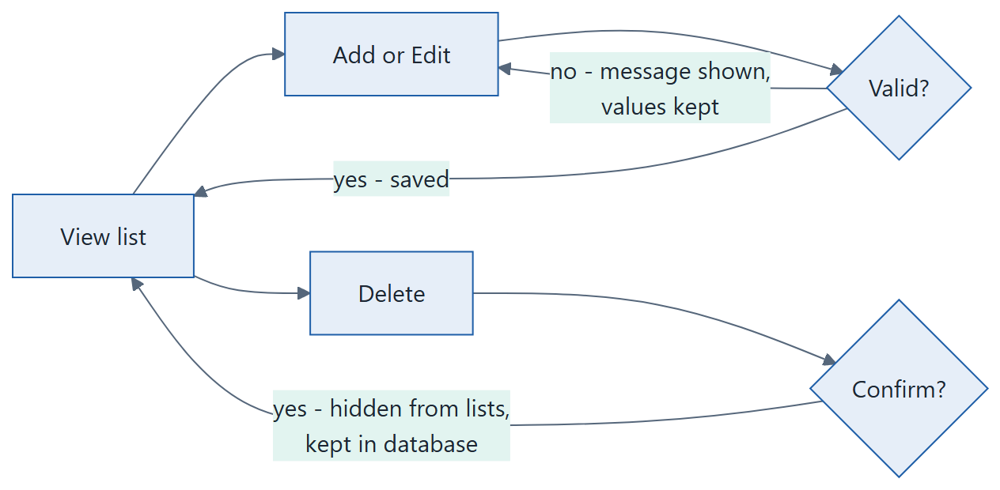 Add or Edit
no - message shown,
values kept
Valid?
yes - saved
View list
Delete
Confirm?
yes - hidden from lists,
kept in database